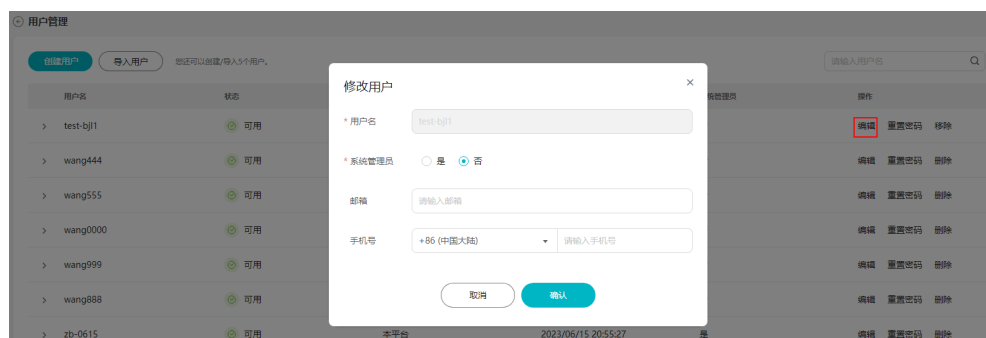 用户管理
创建用户 导入用户 您还可以创建/导入5个用户。 请输入用户名
用户名 状态 统管理员 操作
修改用户
* 用户名 test-bjl1
* 系统管理员 是 否
邮箱 请输入邮箱
手机号 +86 (中国大陆) 请输入手机号
取消 确认
test-bjl1 可用 编辑 重置密码 移除
wang444 可用 编辑 重置密码 删除
wang555 可用 编辑 重置密码 删除
wang0000 可用 编辑 重置密码 删除
wang999 可用 编辑 重置密码 删除
wang888 可用 编辑 重置密码 删除
zb-0615 可用 本平台 2023/06/15 20:55:27 是 编辑 重置密码 删除